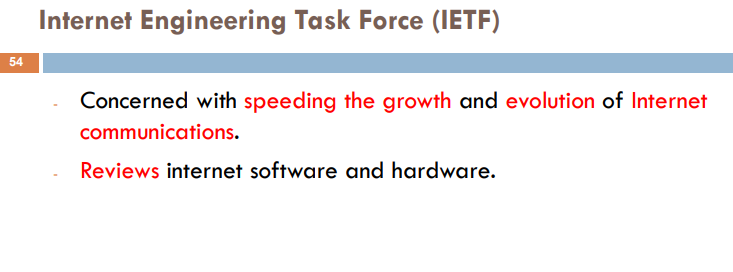 Internet Engineering Task Force (IETF)
54
- Concerned with speeding the growth and evolution of Internet
communications.
- Reviews internet software and hardware.